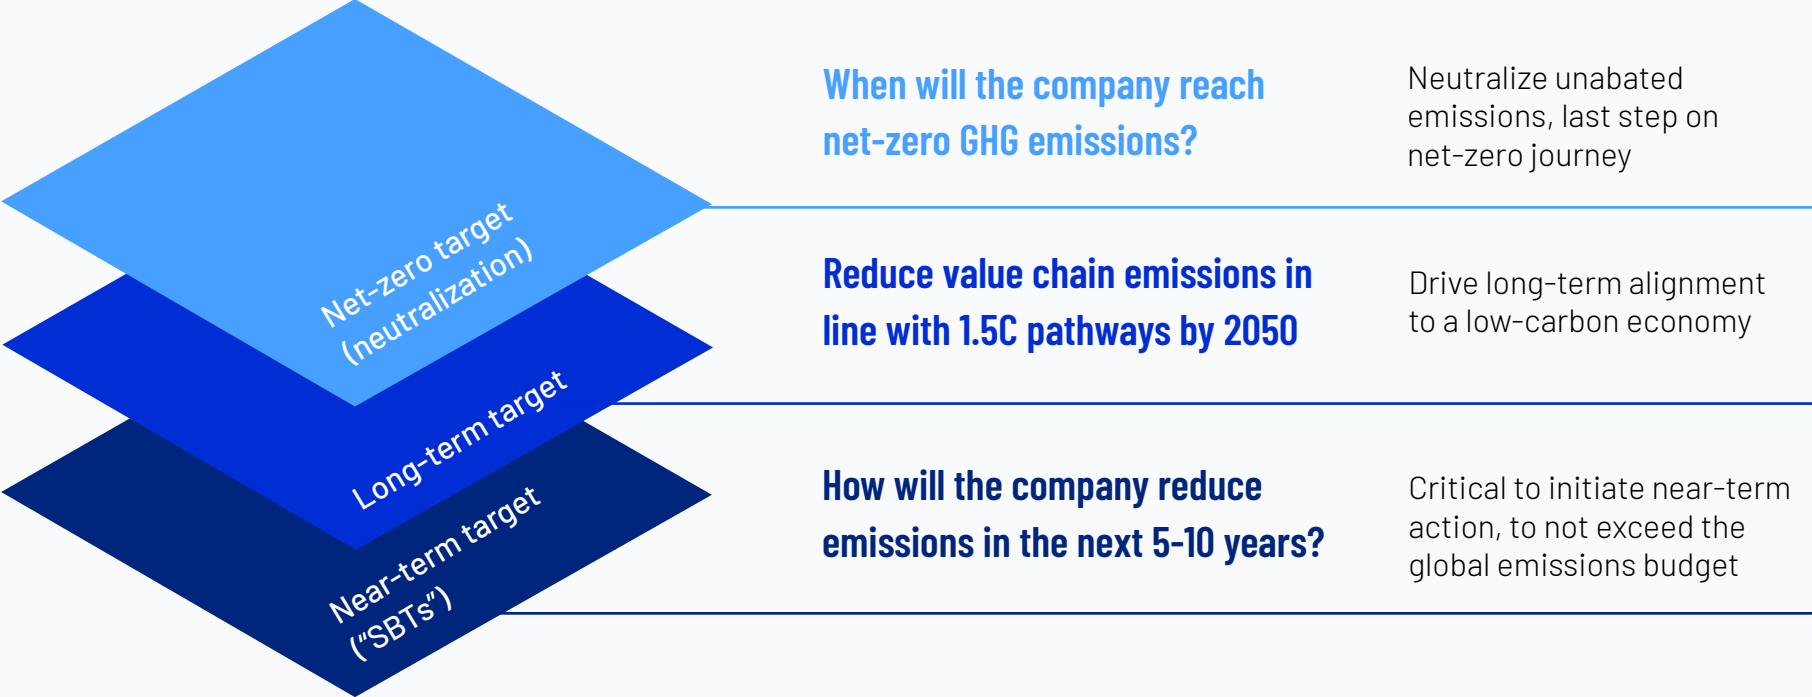 Net-zero target
(neutralization)
When will the company reach
net-zero GHG emissions?
Neutralize unabated
emissions, last step on
net-zero journey
Long-term target
Reduce value chain emissions in
line with 1.5C pathways by 2050
Drive long-term alignment
to a low-carbon economy
Near-term target
(“SBTs”)
How will the company reduce
emissions in the next 5-10 years?
Critical to initiate near-term
action, to not exceed the
global emissions budget